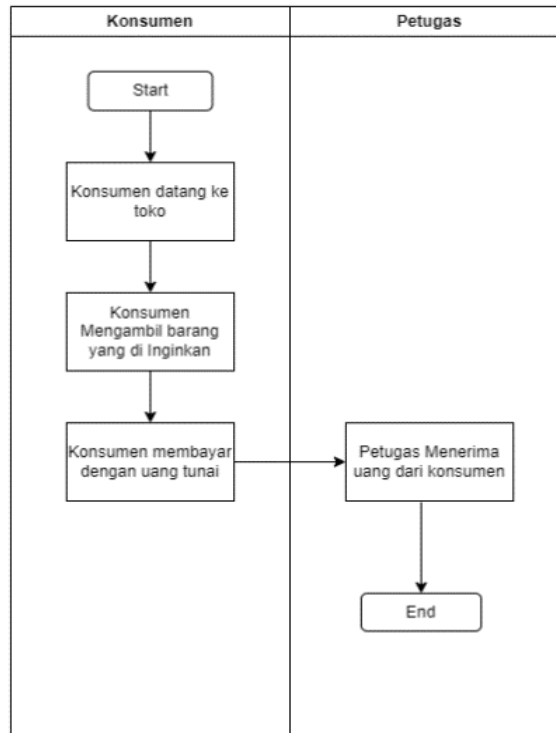 Konsumen
Petugas
Start
Konsumen datang ke
toko
Konsumen
Mengambil barang
yang di Inginkan
Konsumen membayar
dengan uang tunai
Petugas Menerima
uang dari konsumen
End